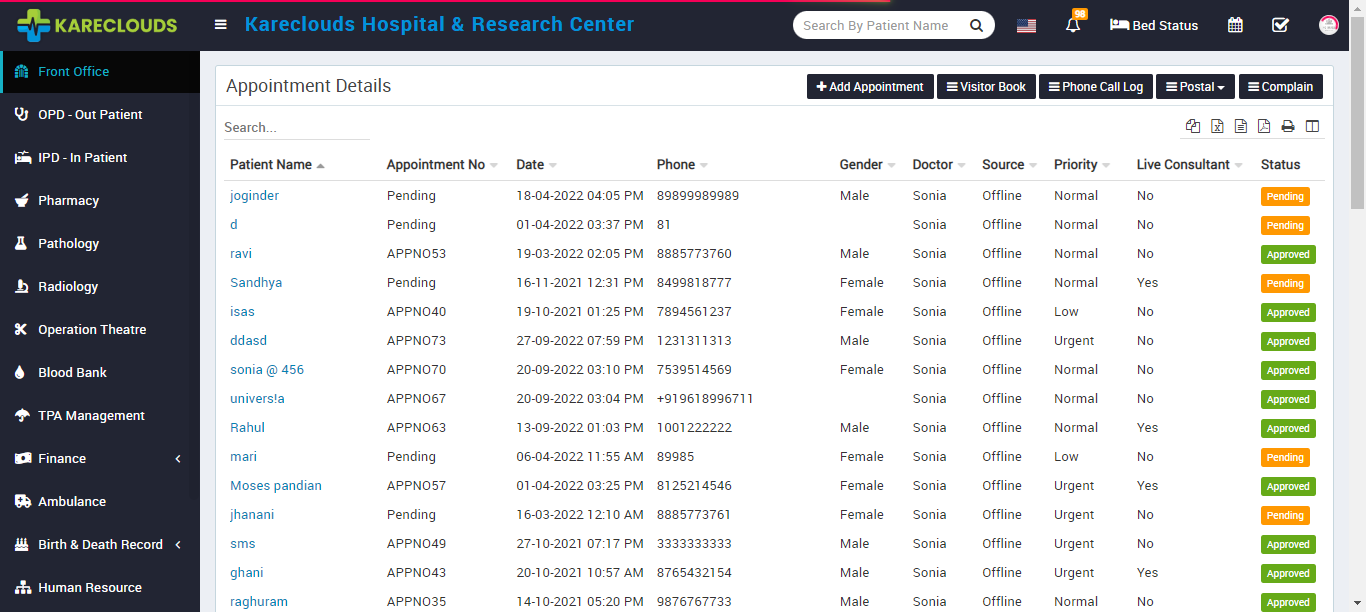 KARECLOUDS
Kareclouds Hospital & Research Center
Search By Patient Name
98
Bed Status
Front Office
OPD - Out Patient
IPD - In Patient
Pharmacy
Pathology
Radiology
Operation Theatre
Blood Bank
TPA Management
Finance
Ambulance
Birth & Death Record
Human Resource
Appointment Details
Add Appointment
Visitor Book
Phone Call Log
Postal
Complain
Search...
Patient Name Appointment No Date Phone Gender Doctor Source Priority Live Consultant Status
joginder Pending 18-04-2022 04:05 PM 89899989989 Male Sonia Offline Normal No Pending
d Pending 01-04-2022 03:37 PM 81 Sonia Offline Normal No Pending
ravi APPNO53 19-03-2022 02:05 PM 8885773760 Male Sonia Offline Normal No Approved
Sandhya Pending 16-11-2021 12:31 PM 8499818777 Female Sonia Offline Normal Yes Pending
isas APPNO40 19-10-2021 01:25 PM 7894561237 Female Sonia Offline Low No Approved
ddasd APPNO73 27-09-2022 07:59 PM 1231311313 Male Sonia Offline Urgent No Approved
sonia @ 456 APPNO70 20-09-2022 03:10 PM 7539514569 Female Sonia Offline Normal No Approved
univers!a APPNO67 20-09-2022 03:04 PM +919618996711 Sonia Offline Normal No Approved
Rahul APPNO63 13-09-2022 01:03 PM 1001222222 Male Sonia Offline Normal Yes Approved
mari Pending 06-04-2022 11:55 AM 89985 Female Sonia Offline Low No Pending
Moses pandian APPNO57 01-04-2022 03:25 PM 8125214546 Female Sonia Offline Urgent Yes Approved
jhanani Pending 16-03-2022 12:10 AM 8885773761 Female Sonia Offline Urgent No Pending
sms APPNO49 27-10-2021 07:17 PM 3333333333 Male Sonia Offline Urgent No Approved
ghani APPNO43 20-10-2021 10:57 AM 8765432154 Male Sonia Offline Urgent Yes Approved
raghuram APPNO35 14-10-2021 05:20 PM 9876767733 Male Sonia Offline Normal No Approved